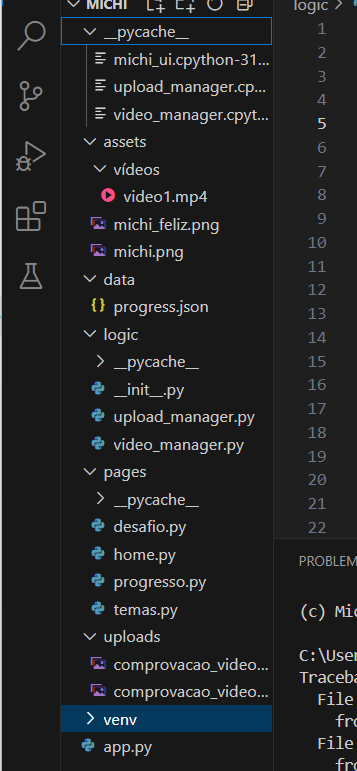 MICHI
logic >
__pycache__
michi_ui.cpython-31...
upload_manager.cp...
video_manager.cpyt...
assets
vídeos
video1.mp4
michi_feliz.png
michi.png
data
{} progress.json
logic
__pycache__
__init__.py
upload_manager.py
video_manager.py
pages
__pycache__
desafio.py
home.py
progresso.py
temas.py
uploads
comprovacao_video...
comprovacao_video...
venv
app.py
1
2
3
4
5
6
7
8
9
10
11
12
13
14
15
16
17
18
19
20
21
22
PROBLEM
(c) Mic
C:\User
Traceba
File
fro
File
fro